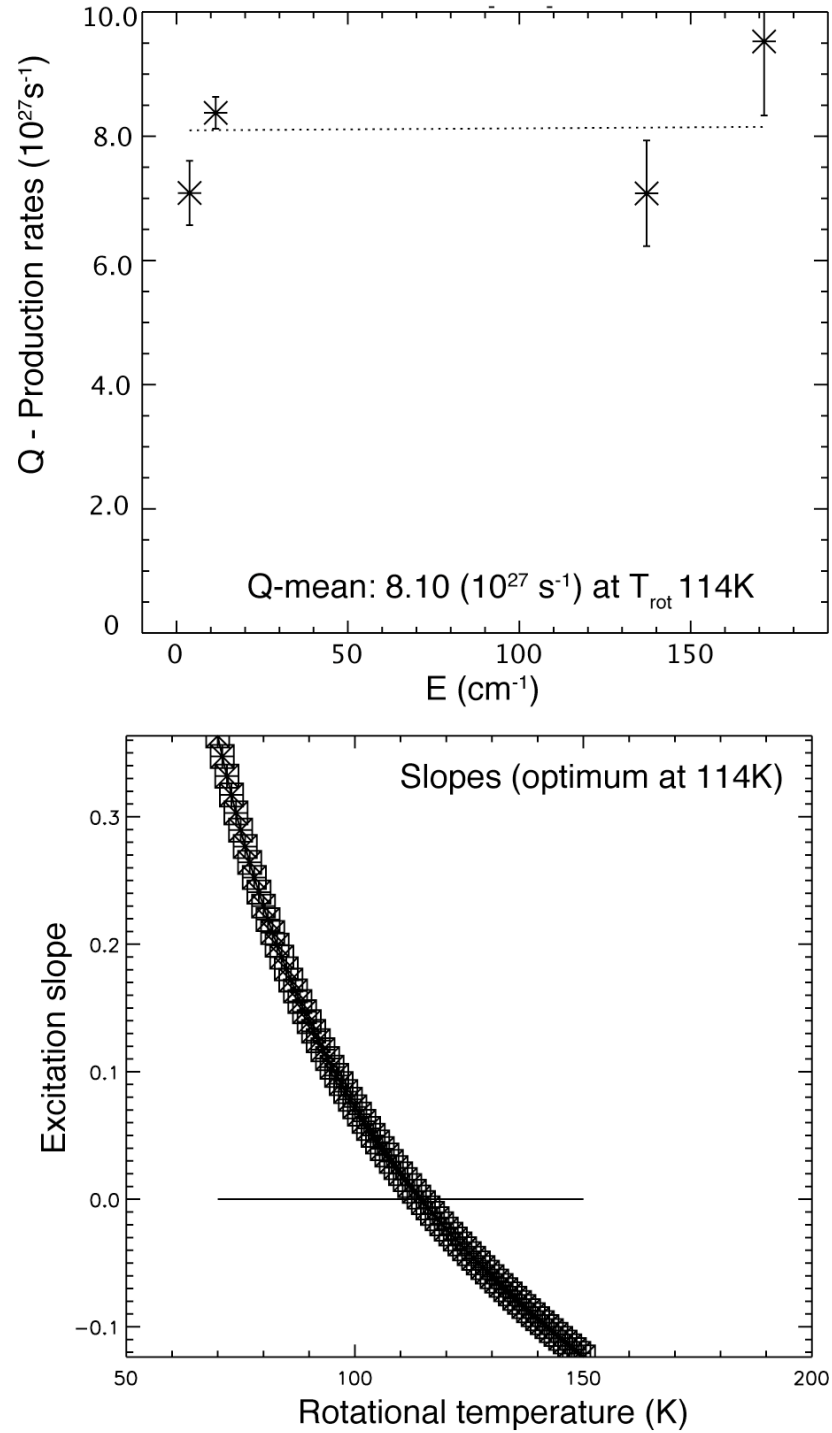 10.0
8.0
6.0
4.0
2.0
0
Q - Production rates (10²⁷s⁻¹)
Q-mean: 8.10 (10²⁷ s⁻¹) at T_rot 114K
0 50 100 150
E (cm⁻¹)
Slopes (optimum at 114K)
0.3
0.2
0.1
0.0
−0.1
Excitation slope
50 100 150 200
Rotational temperature (K)